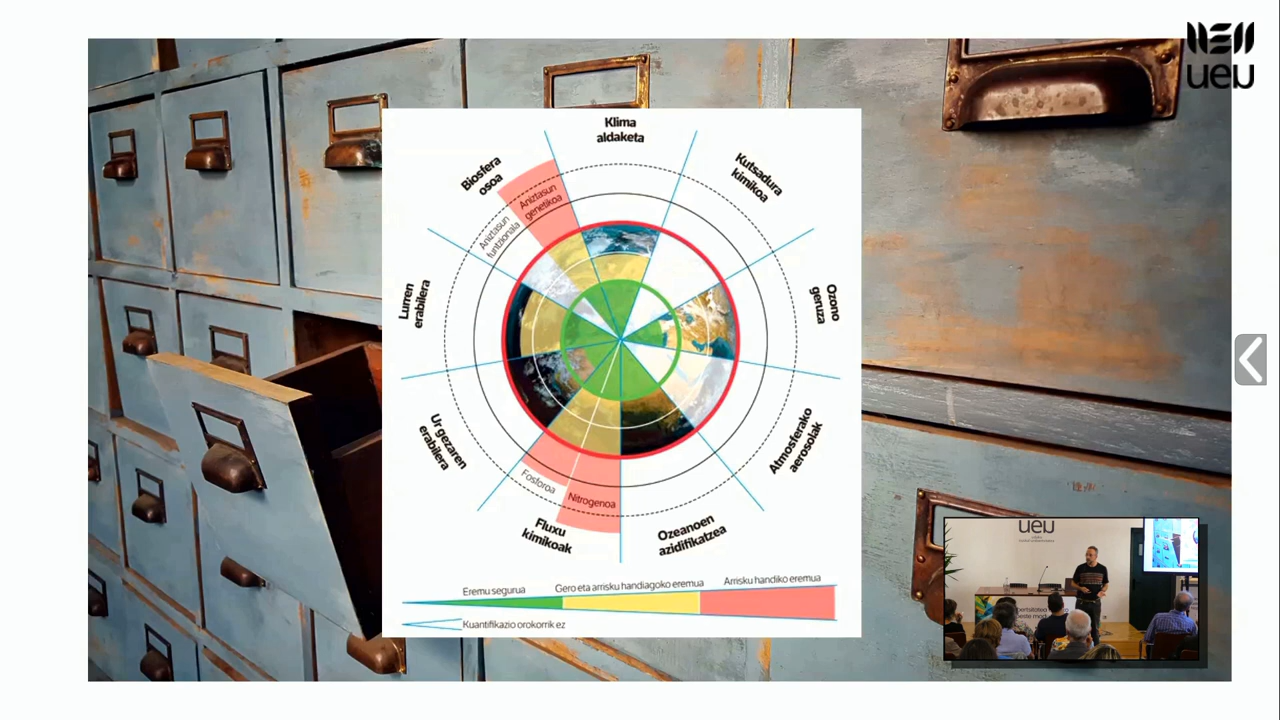 ueu
Klima
aldaketa
Kutsadura
kimikoa
Ozono
geruza
Atmosferako
aerosolak
Ozeanoen
azidifikatzea
Fluxu
kimikoak
Fosforoa
Nitrogenoa
Ur gezaren
erabilera
Lurren
erabilera
Biosfera
osoa
Aniztasun
funtzionala
Aniztasun
genetikoa
Eremu segurua
Gero eta arrisku handiagoko eremua
Arrisku handiko eremua
Kuantifikazio orokorrik ez
ueu